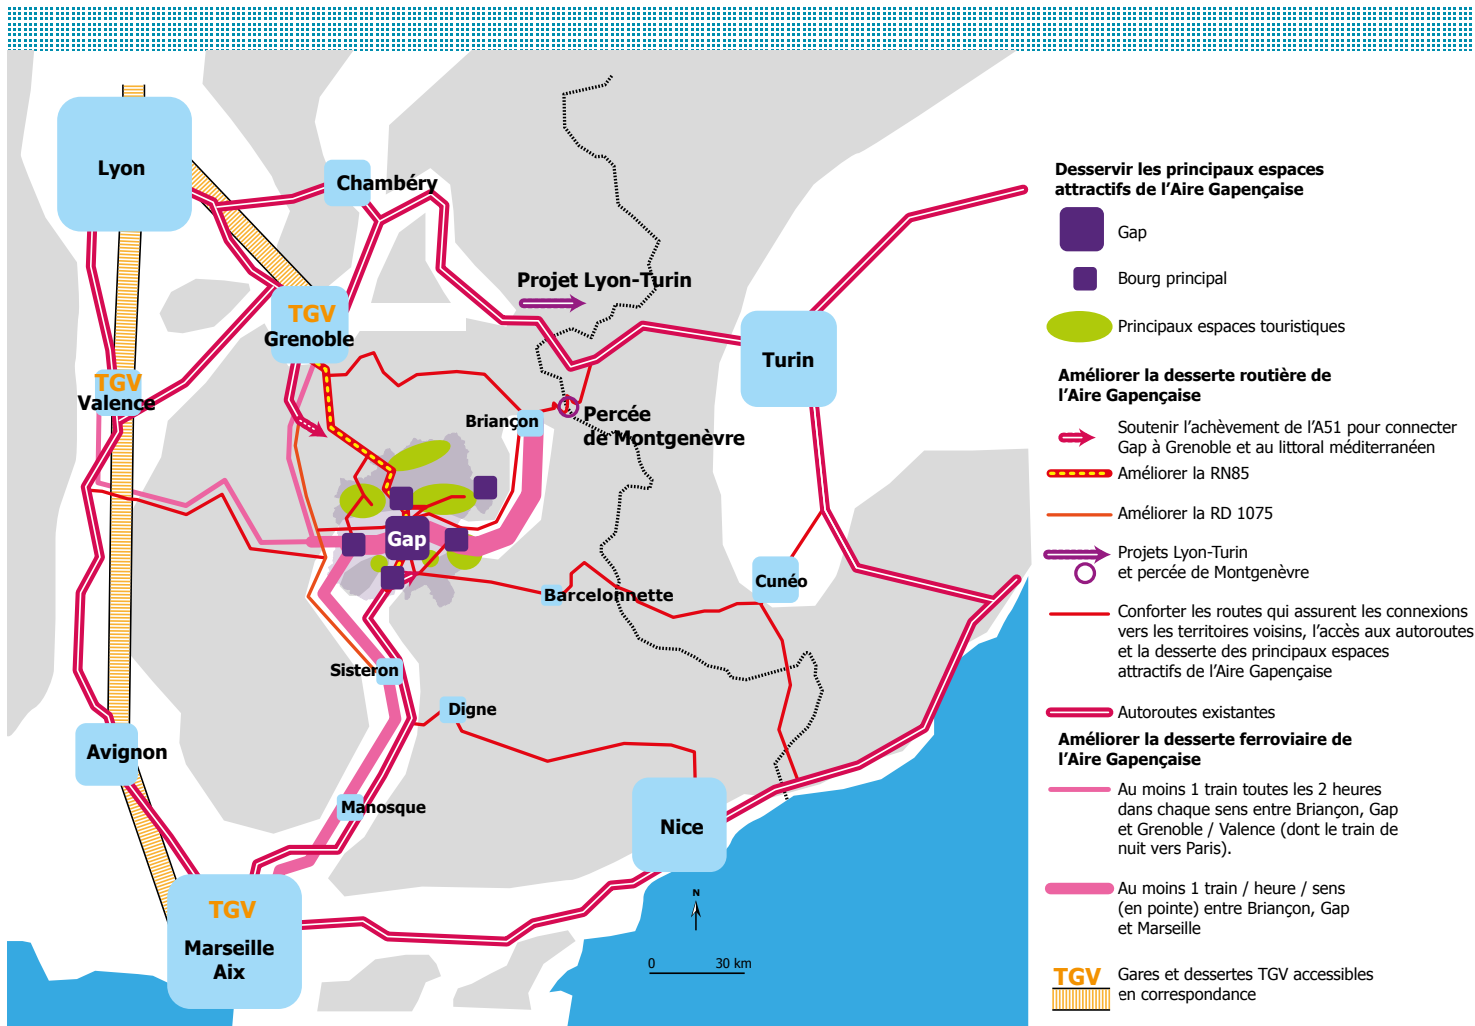 Lyon
Chambéry
Projet Lyon-Turin
TGV
Grenoble
Turin
TGV
Valence
Briançon
Percée
de Montgenèvre
Gap
Cunéo
Barcelonnette
Sisteron
Digne
Avignon
Manosque
Nice
TGV
Marseille
Aix
N
0 30 km
Desservir les principaux espaces
attractifs de l'Aire Gapençaise
Gap
Bourg principal
Principaux espaces touristiques
Améliorer la desserte routière de
l'Aire Gapençaise
Soutenir l'achèvement de l'A51 pour connecter
Gap à Grenoble et au littoral méditerranéen
Améliorer la RN85
Améliorer la RD 1075
Projets Lyon-Turin
et percée de Montgenèvre
Conforter les routes qui assurent les connexions
vers les territoires voisins, l'accès aux autoroutes
et la desserte des principaux espaces
attractifs de l'Aire Gapençaise
Autoroutes existantes
Améliorer la desserte ferroviaire de
l'Aire Gapençaise
Au moins 1 train toutes les 2 heures
dans chaque sens entre Briançon, Gap
et Grenoble / Valence (dont le train de
nuit vers Paris).
Au moins 1 train / heure / sens
(en pointe) entre Briançon, Gap
et Marseille
TGV
Gares et dessertes TGV accessibles
en correspondance